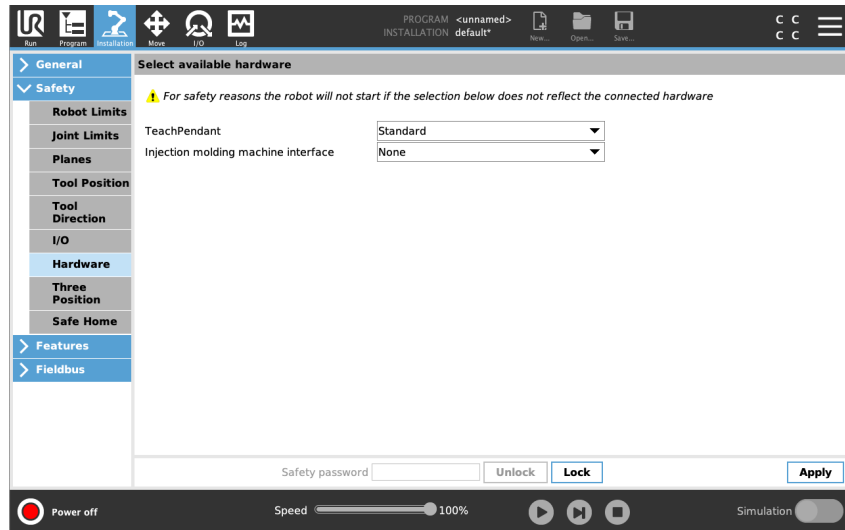 UR
Run
Program
Installation
Move
I/O
Log
PROGRAM <unnamed>
INSTALLATION default*
New...
Open...
Save...
C C
C C
General
Safety
Robot Limits
Joint Limits
Planes
Tool Position
Tool
Direction
I/O
Hardware
Three
Position
Safe Home
Features
Fieldbus
Select available hardware
For safety reasons the robot will not start if the selection below does not reflect the connected hardware
TeachPendant Standard
Injection molding machine interface None
Safety password Unlock Lock Apply
Power off Speed 100% Simulation